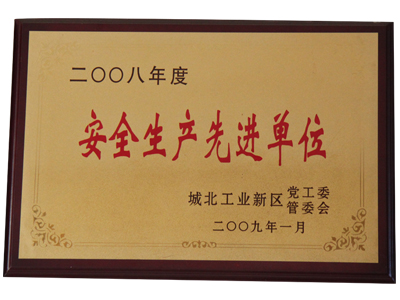 二〇〇八年度
安全生产先进单位
城北工业新区党工委
管委会
二〇〇九年一月